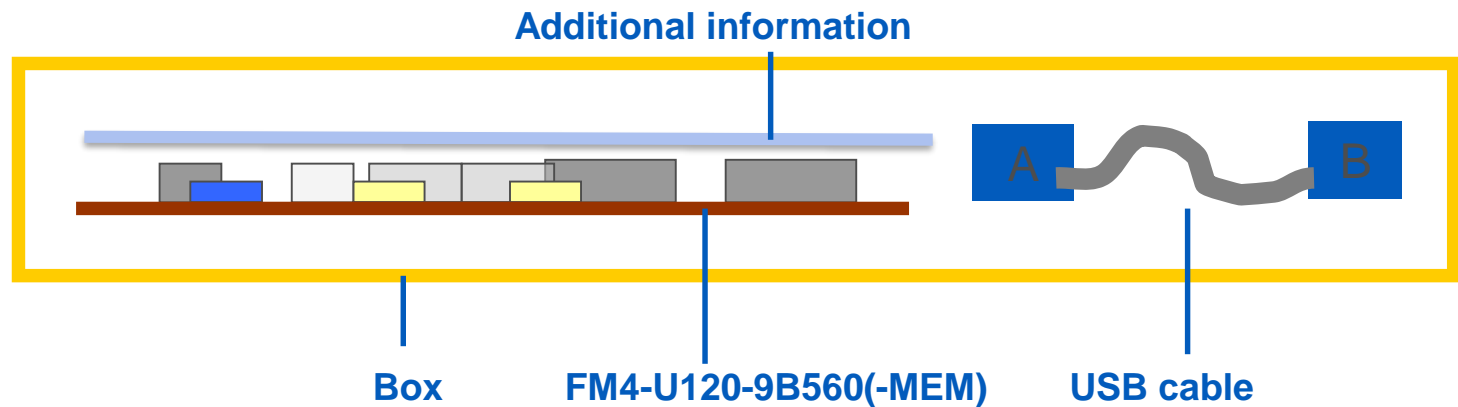 Additional information
A
B
Box
FM4-U120-9B560(-MEM)
USB cable